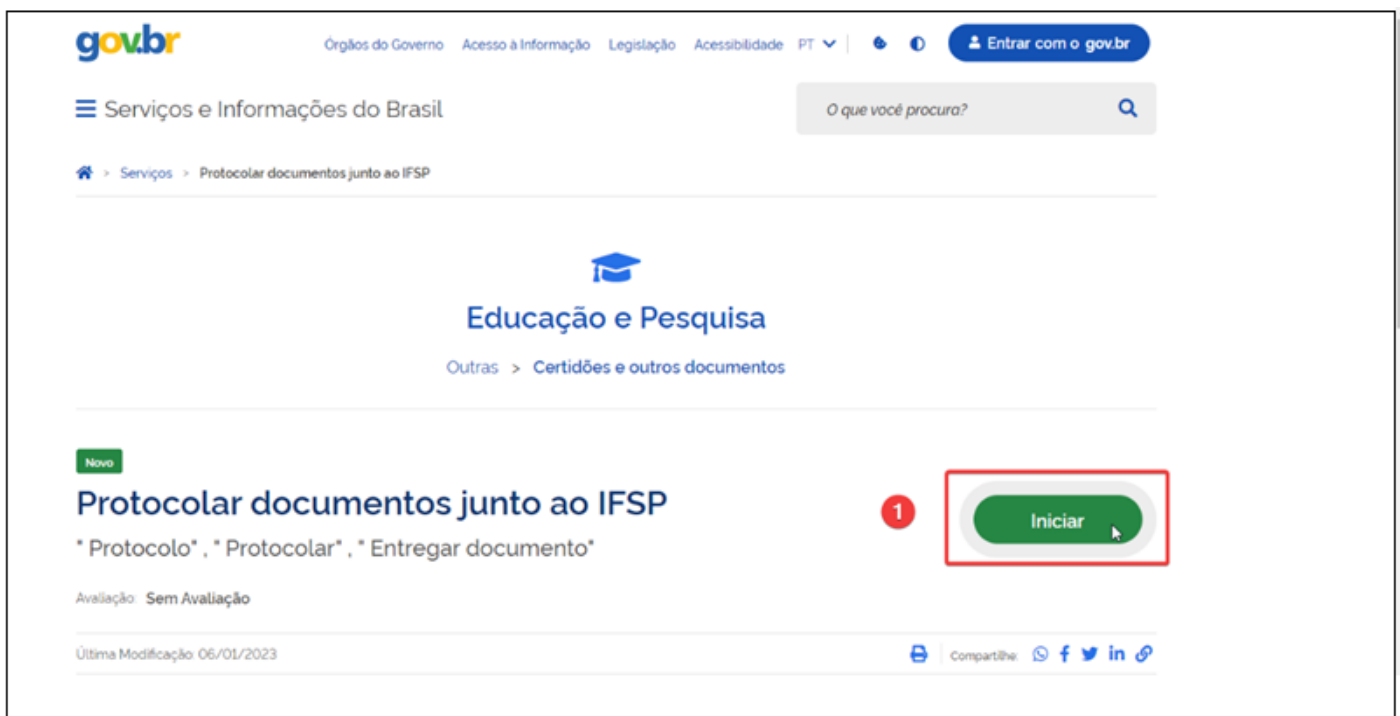 gov.br
Órgãos do Governo Acesso à Informação Legislação Acessibilidade PT Entrar com o gov.br
Serviços e Informações do Brasil O que você procura?
> Serviços > Protocolar documentos junto ao IFSP
Educação e Pesquisa
Outras > Certidões e outros documentos
Novo
Protocolar documentos junto ao IFSP
1
Iniciar
" Protocolo" , " Protocolar" , " Entregar documento"
Avaliação: Sem Avaliação
Última Modificação: 06/01/2023 Compartilhe: